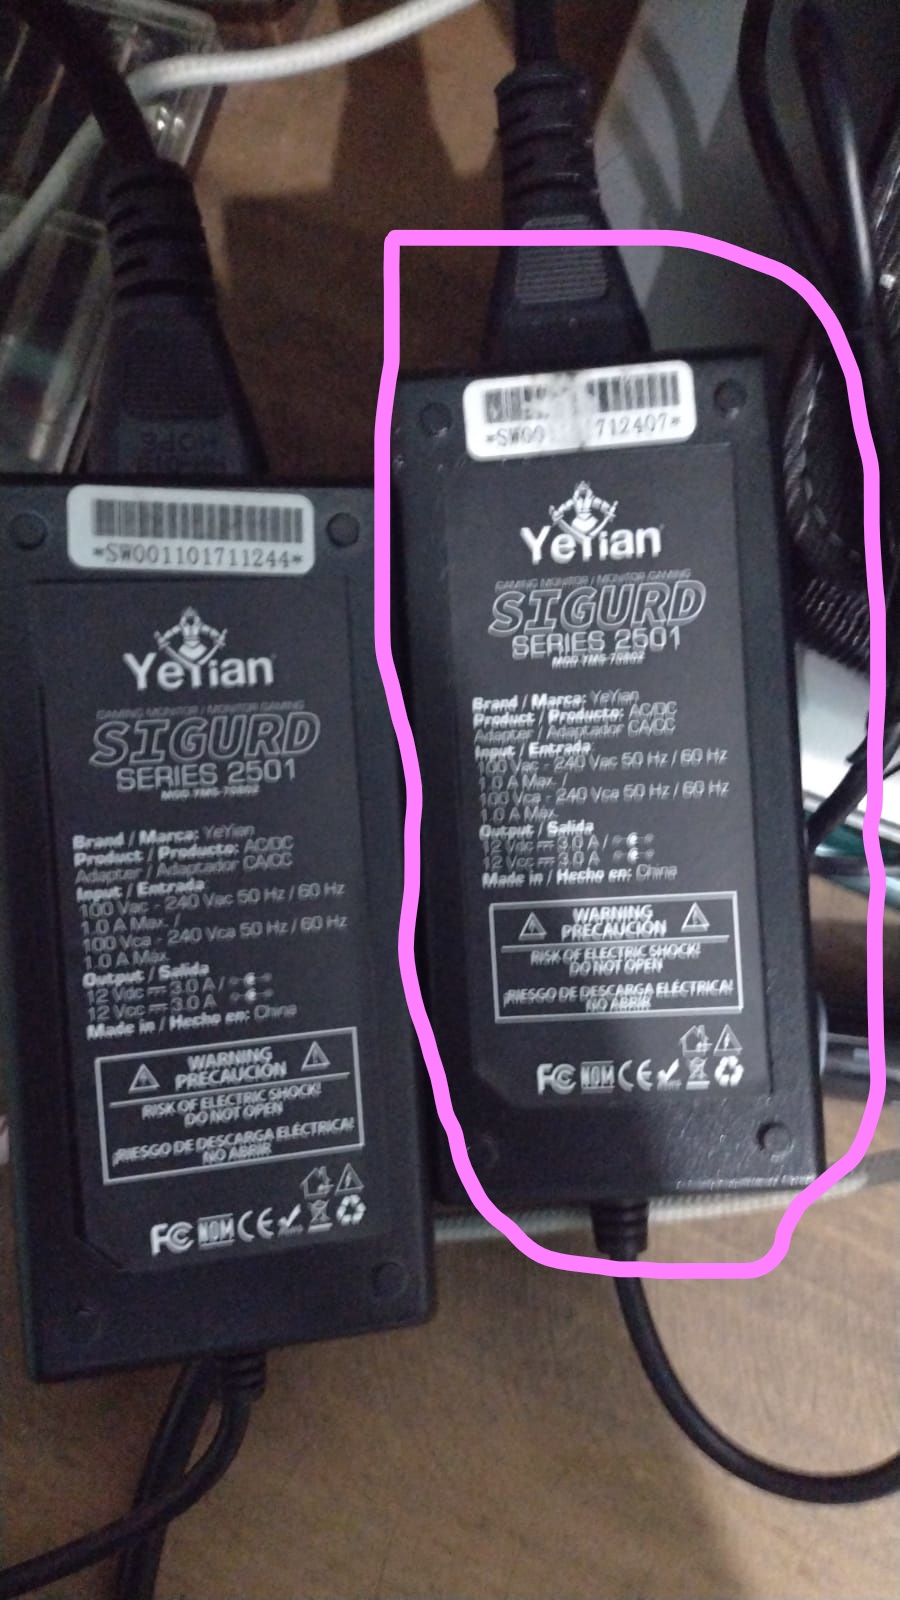 *SW001101711244*
YeYian
GAMING MONITOR / MONITOR GAMING
SIGURD
SERIES 2501
MOD YMS-70802
Brand / Marca: YeYian
Product / Producto: AC/DC
Adapter / Adaptador CA/CC
Input / Entrada
100 Vac - 240 Vac 50 Hz / 60 Hz
1.0 A Max. /
100 Vca - 240 Vca 50 Hz / 60 Hz
1.0 A Max.
Output / Salida
12 Vdc 3.0 A /
12 Vcc 3.0 A
Made in / Hecho en: China
WARNING
PRECAUCIÓN
RISK OF ELECTRIC SHOCK!
DO NOT OPEN
¡RIESGO DE DESCARGA ELÉCTRICA!
NO ABRIR
FC NOM CE
*SW00 712407*
YeYian
GAMING MONITOR / MONITOR GAMING
SIGURD
SERIES 2501
MOD YMS-70802
Brand / Marca: YeYian
Product / Producto: AC/DC
Adapter / Adaptador CA/CC
Input / Entrada
100 Vac - 240 Vac 50 Hz / 60 Hz
1.0 A Max. /
100 Vca - 240 Vca 50 Hz / 60 Hz
1.0 A Max.
Output / Salida
12 Vdc 3.0 A /
12 Vcc 3.0 A
Made in / Hecho en: China
WARNING
PRECAUCIÓN
RISK OF ELECTRIC SHOCK!
DO NOT OPEN
¡RIESGO DE DESCARGA ELÉCTRICA!
NO ABRIR
FC NOM CE